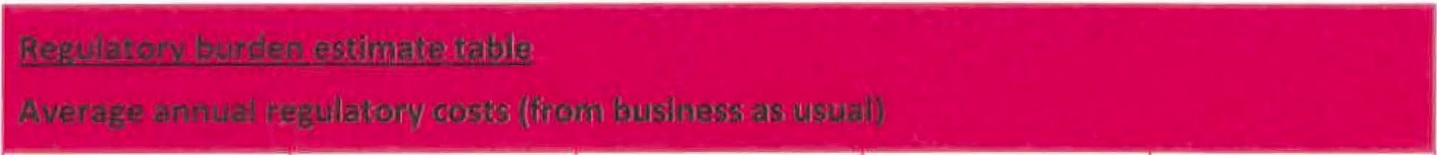 Regulatory burden estimate table
Average annual regulatory costs (from business as usual)